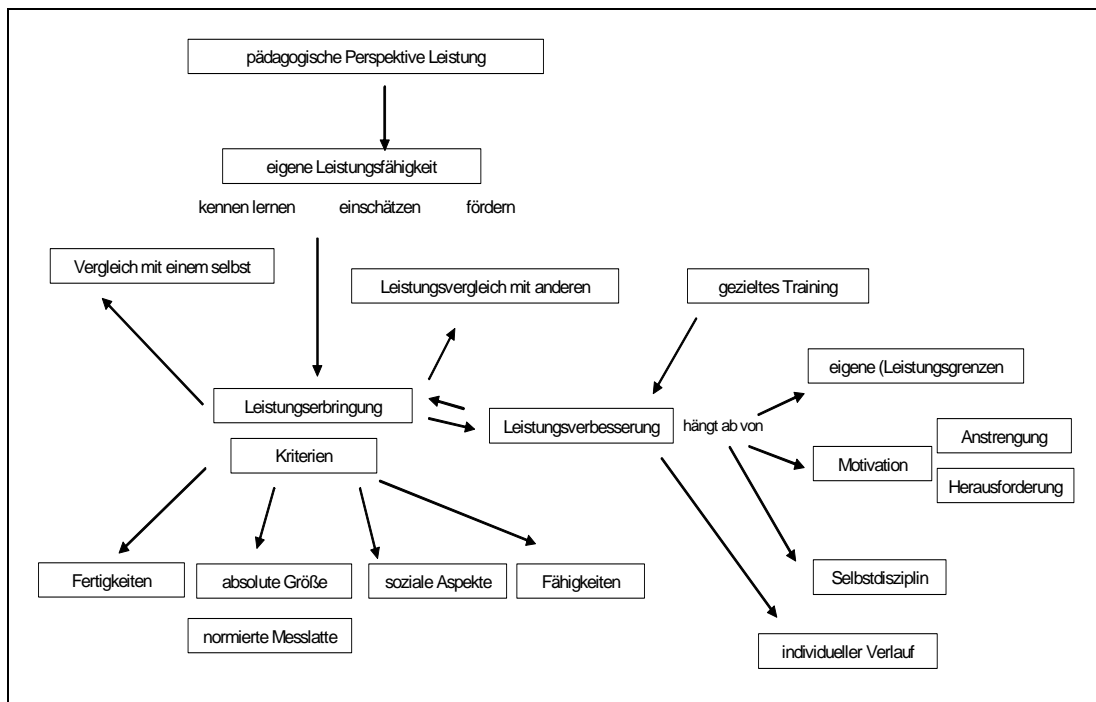 pädagogische Perspektive Leistung
eigene Leistungsfähigkeit
kennen lernen einschätzen fördern
Vergleich mit einem selbst
Leistungsvergleich mit anderen
gezieltes Training
eigene (Leistungsgrenzen
Leistungserbringung
Leistungsverbesserung
hängt ab von
Anstrengung
Motivation
Herausforderung
Kriterien
Fertigkeiten
absolute Größe
soziale Aspekte
Fähigkeiten
Selbstdisziplin
normierte Messlatte
individueller Verlauf